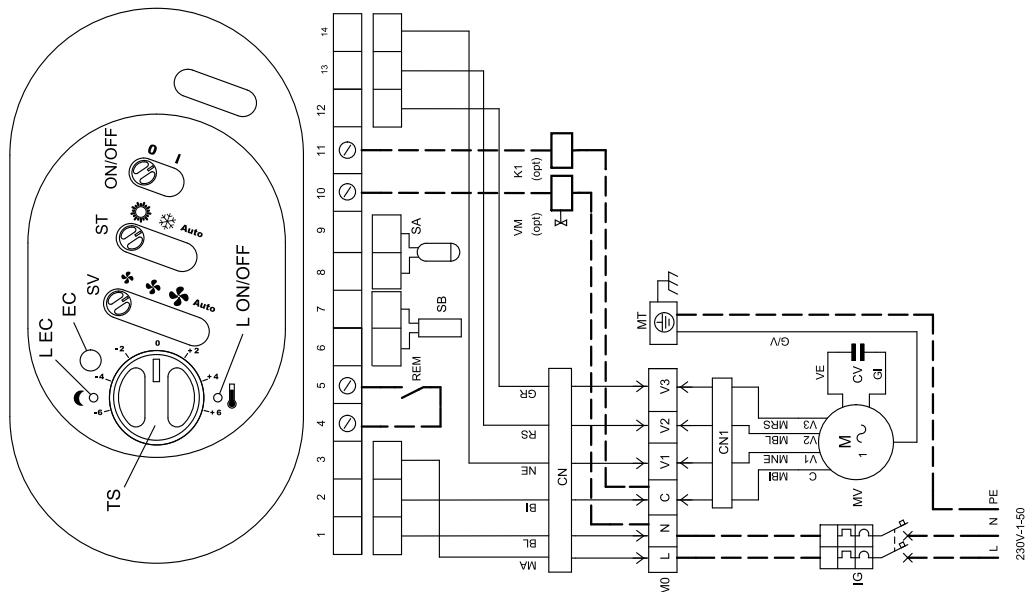 ON/OFF
0 I
ST
Auto
SV
Auto
EC
L EC
L ON/OFF
TS
-6 -4 -2 0 +2 +4 +6
1 2 3 4 5 6 7 8 9 10 11 12 13 14
REM
SB
SA
VM
(opt)
K1
(opt)
MA BL BI NE RS GR
CN
M0
L N C V1 V2 V3
CN1
MT
G/V
MBI MNE MBL MRS
C V1 V2 V3
M
1
MV
VE
CV
GI
IG
L N PE
230V-1-50